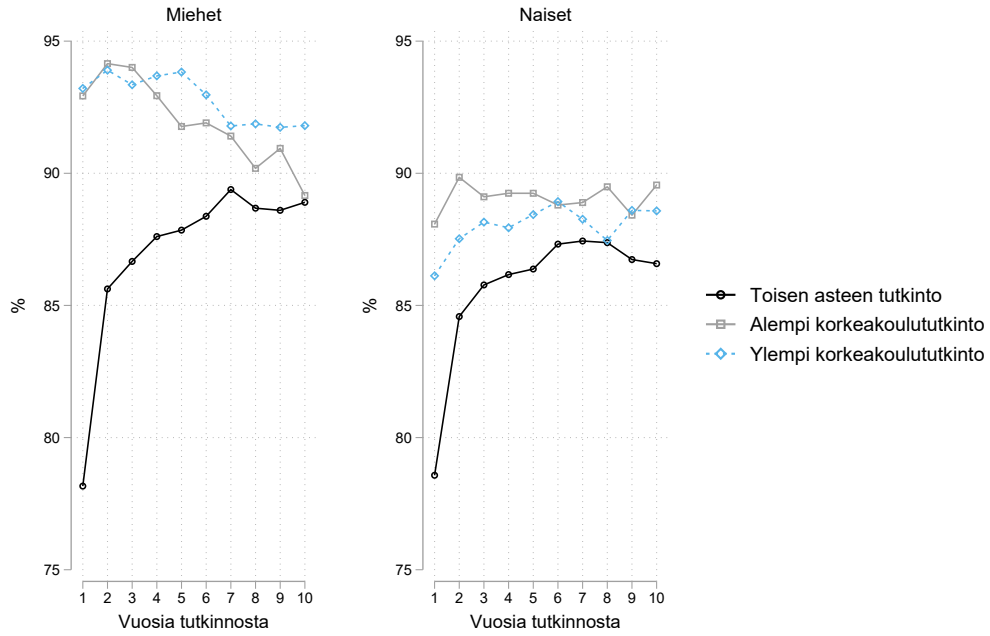 Miehet
95
90
85
80
75
%
1 2 3 4 5 6 7 8 9 10
Vuosia tutkinnosta
Naiset
95
90
85
80
75
%
1 2 3 4 5 6 7 8 9 10
Vuosia tutkinnosta
Toisen asteen tutkinto
Alempi korkeakoulututkinto
Ylempi korkeakoulututkinto